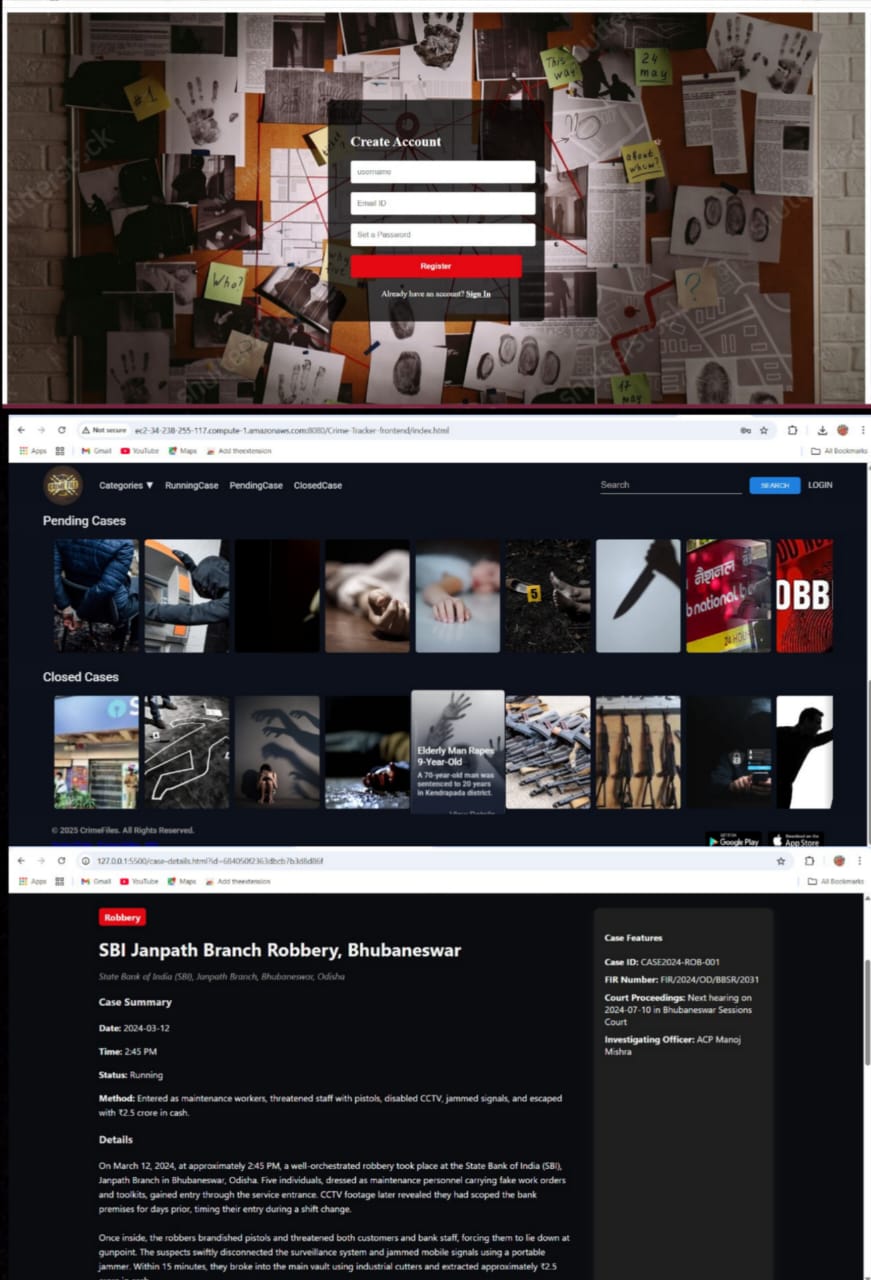 #1
This way
24 may
about whom?
Who?
?
17 may
Create Account
username
Email ID
Set a Password
Register
Already have an account? Sign In
Not secure
ec2-34-238-255-117.compute-1.amazonaws.com:8080/Crime-Tracker-frontend/index.html
Apps Gmail YouTube Maps Add theextension All Bookmarks
Categories ▼ RunningCase PendingCase ClosedCase Search SEARCH LOGIN
Pending Cases
5
नैशनल
b national b
24 HOU
OBB
Closed Cases
Elderly Man Rapes
9-Year-Old
A 70-year-old man was
sentenced to 20 years
in Kendrapada district.
View Details
© 2025 CrimeFiles. All Rights Reserved.
Google Play
App Store
Apps Gmail YouTube Maps Add theextension All Bookmarks
Robbery
SBI Janpath Branch Robbery, Bhubaneswar
State Bank of India (SBI), Janpath Branch, Bhubaneswar, Odisha
Case Summary
Date: 2024-03-12
Time: 2:45 PM
Status: Running
Method: Entered as maintenance workers, threatened staff with pistols, disabled CCTV, jammed signals, and escaped
with ₹2.5 crore in cash.
Details
On March 12, 2024, at approximately 2:45 PM, a well-orchestrated robbery took place at the State Bank of India (SBI),
Janpath Branch in Bhubaneswar, Odisha. Five individuals, dressed as maintenance personnel carrying fake work orders
and toolkits, gained entry through the service entrance. CCTV footage later revealed they had scoped the bank
premises for days prior, timing their entry during a shift change.
Once inside, the robbers brandished pistols and threatened both customers and bank staff, forcing them to lie down at
gunpoint. The suspects swiftly disconnected the surveillance system and jammed mobile signals using a portable
jammer. Within 15 minutes, they broke into the main vault using industrial cutters and extracted approximately ₹2.5
crore in cash.
Case Features
Case ID: CASE2024-ROB-001
FIR Number: FIR/2024/OD/BBSR/2031
Court Proceedings: Next hearing on
2024-07-10 in Bhubaneswar Sessions
Court
Investigating Officer: ACP Manoj
Mishra